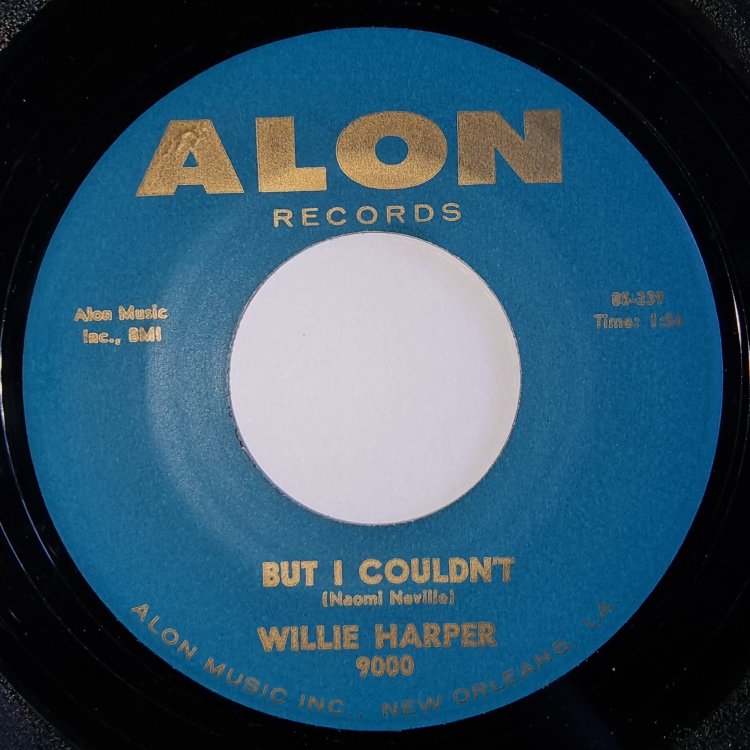 ALON
RECORDS
Alon Music
Inc., BMI
85-339
Time: 1:56
BUT I COULDN'T
(Naomi Neville)
WILLIE HARPER
9000
ALON MUSIC INC., NEW ORLEANS, LA.